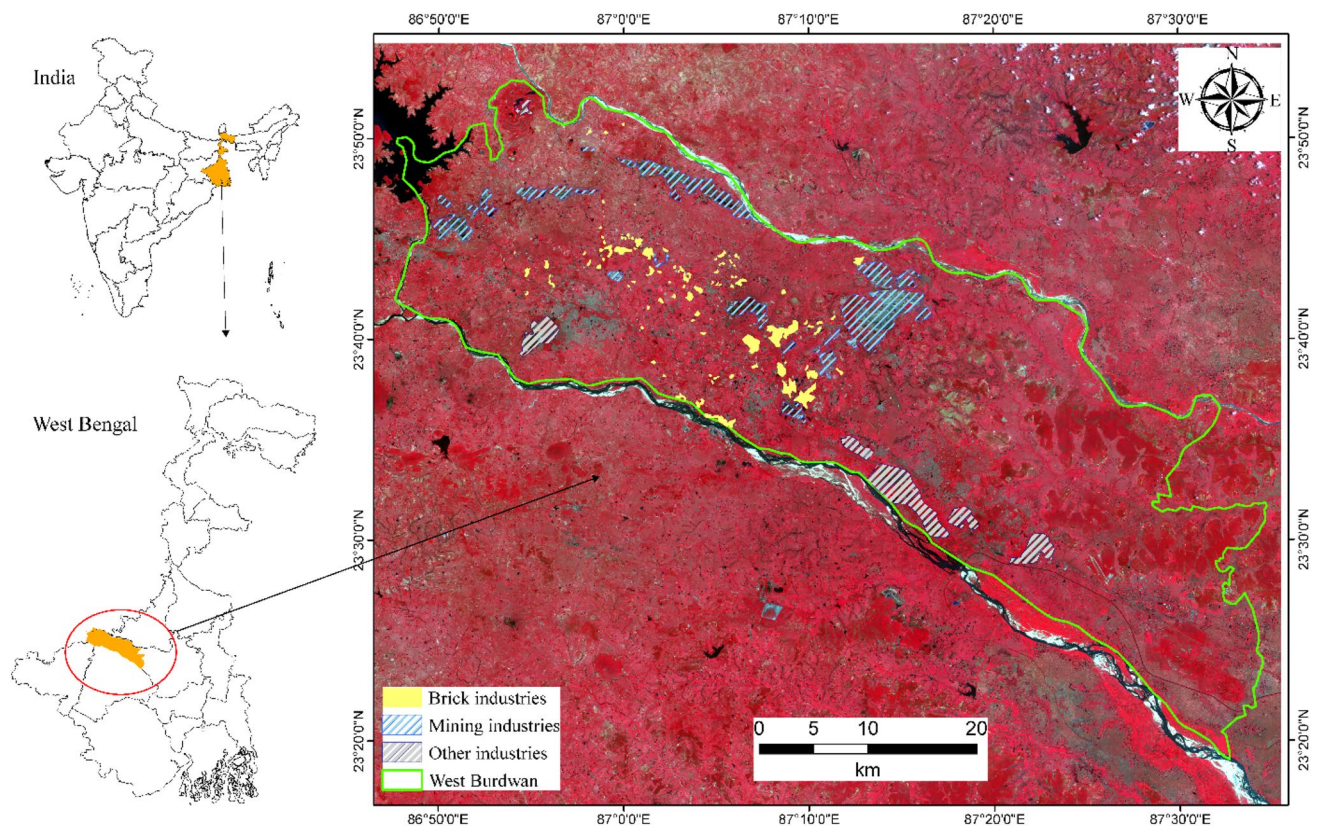 India
West Bengal
86°50'0"E
87°0'0"E
87°10'0"E
87°20'0"E
87°30'0"E
23°50'0"N
23°40'0"N
23°30'0"N
23°20'0"N
N
W
E
S
23°50'0"N
23°40'0"N
23°30'0"N
23°20'0"N
Brick industries
Mining industries
Other industries
West Burdwan
0 5 10 20
km
86°50'0"E
87°0'0"E
87°10'0"E
87°20'0"E
87°30'0"E